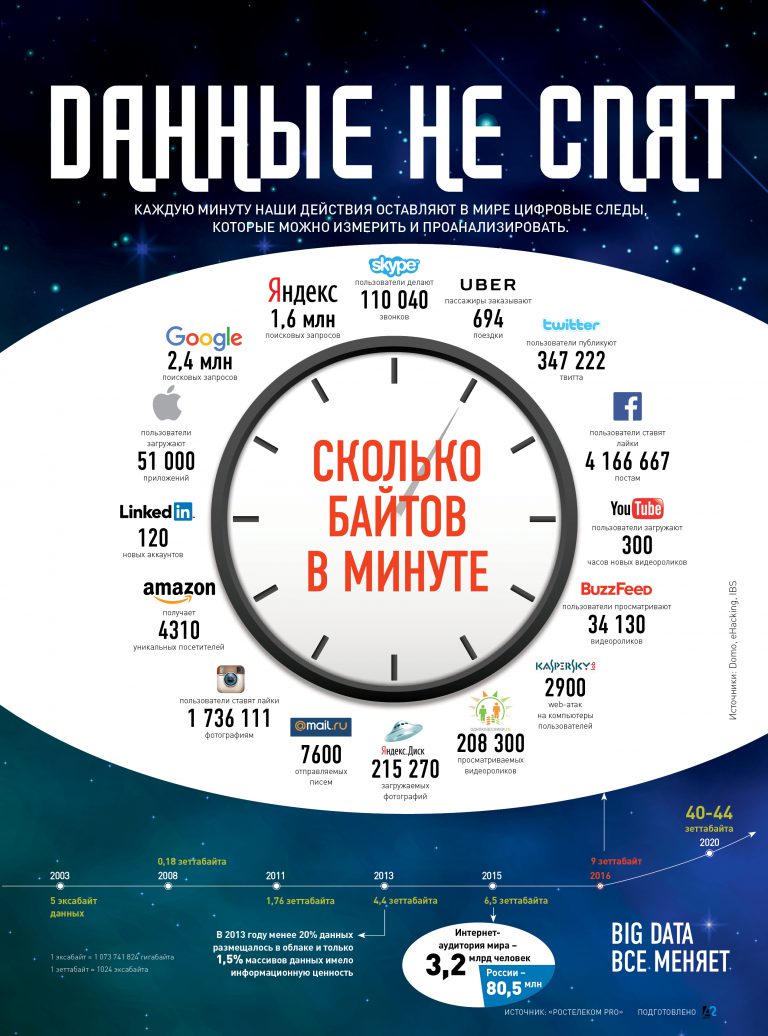 DАННЫЕ НЕ СПЯТ
КАЖДУЮ МИНУТУ НАШИ ДЕЙСТВИЯ ОСТАВЛЯЮТ В МИРЕ ЦИФРОВЫЕ СЛЕДЫ,
КОТОРЫЕ МОЖНО ИЗМЕРИТЬ И ПРОАНАЛИЗИРОВАТЬ.
skype
пользователи делают
110 040
звонков
UBER
пассажиры заказывают
694
поездки
twitter
пользователи публикуют
347 222
твитта
f
пользователи ставят
лайки
4 166 667
постам
YouTube
пользователи загружают
300
часов новых видеороликов
BuzzFeed
пользователи просматривают
34 130
видеороликов
KASPERSKY
2900
web-атак
на компьютеры
пользователей
208 300
просматриваемых
видеороликов
Яндекс.Диск
215 270
загружаемых
фотографий
@mail.ru
7600
отправляемых
писем
пользователи ставят лайки
1 736 111
фотографиям
amazon
получает
4310
уникальных посетителей
Linked in
120
новых аккаунтов
пользователи
загружают
51 000
приложений
Google
2,4 млн
поисковых запросов
Яндекс
1,6 млн
поисковых запросов
СКОЛЬКО
БАЙТОВ
В МИНУТЕ
Источники: Domo, eHacking, IBS
2003
5 эксабайт
данных
0,18 зеттабайта
2008
2011
1,76 зеттабайта
2013
4,4 зеттабайта
2015
6,5 зеттабайта
9 зеттабайт
2016
40-44
зеттабайта
2020
В 2013 году менее 20% данных
размещалось в облаке и только
1,5% массивов данных имело
информационную ценность
Интернет-
аудитория мира –
3,2 млрд человек
России –
80,5 млн
1 эксабайт = 1 073 741 824 гигабайта
1 зеттабайт = 1024 эксабайта
BIG DATA
ВСЕ МЕНЯЕТ
ИСТОЧНИК: «РОСТЕЛЕКОМ PRO» ПОДГОТОВЛЕНО